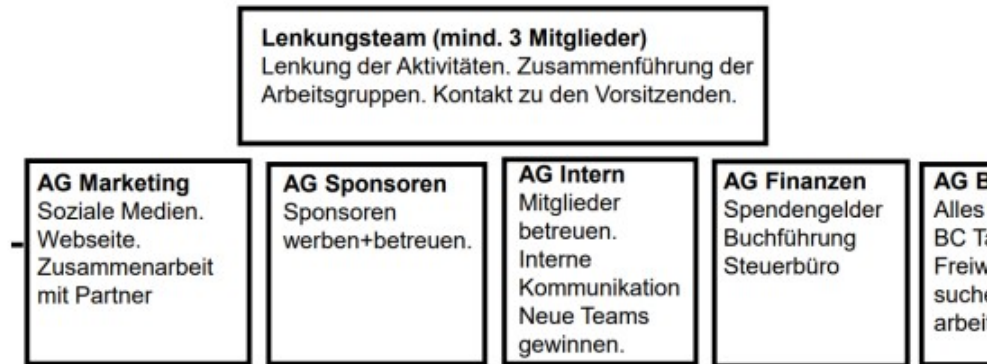 Lenkungsteam (mind. 3 Mitglieder)
Lenkung der Aktivitäten. Zusammenführung der
Arbeitsgruppen. Kontakt zu den Vorsitzenden.
AG Marketing
Soziale Medien.
Webseite.
Zusammenarbeit
mit Partner
AG Sponsoren
Sponsoren
werben+betreuen.
AG Intern
Mitglieder
betreuen.
Interne
Kommunikation
Neue Teams
gewinnen.
AG Finanzen
Spendengelder
Buchführung
Steuerbüro
AG
Alles
BC